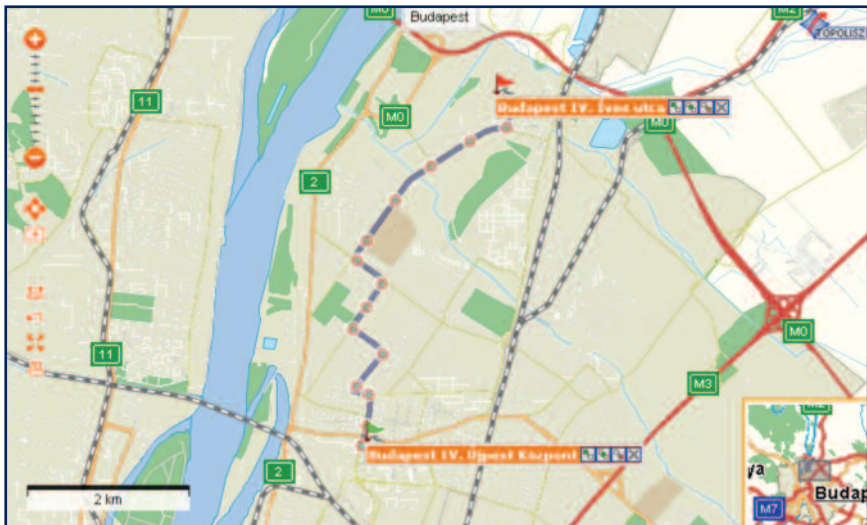 M0
Budapest
M2
TOPOLISZ
Budapest IV. Íves utca
11
M0
M0
2
M0
11
M3
Budapest IV. Újpest Központ
2
2 km
Budap
M7